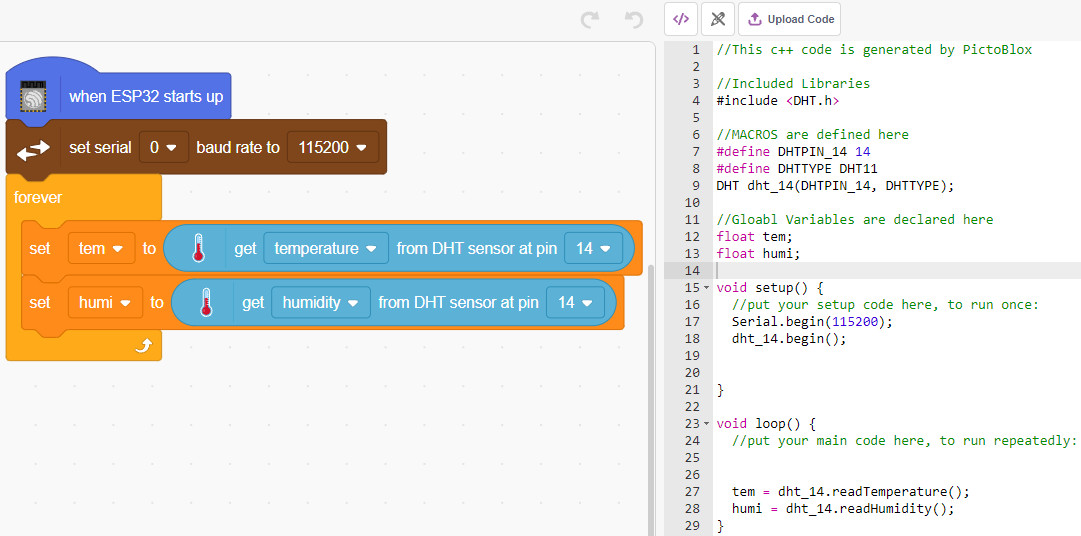 when ESP32 starts up
set serial 0 baud rate to 115200
forever
set tem to get temperature from DHT sensor at pin 14
set humi to get humidity from DHT sensor at pin 14
</> Upload Code
1 //This c++ code is generated by PictoBlox
2
3 //Included Libraries
4 #include <DHT.h>
5
6 //MACROS are defined here
7 #define DHTPIN_14 14
8 #define DHTTYPE DHT11
9 DHT dht_14(DHTPIN_14, DHTTYPE);
10
11 //Gloabl Variables are declared here
12 float tem;
13 float humi;
14
15 void setup() {
16 //put your setup code here, to run once:
17 Serial.begin(115200);
18 dht_14.begin();
19
20
21 }
22
23 void loop() {
24 //put your main code here, to run repeatedly:
25
26
27 tem = dht_14.readTemperature();
28 humi = dht_14.readHumidity();
29 }